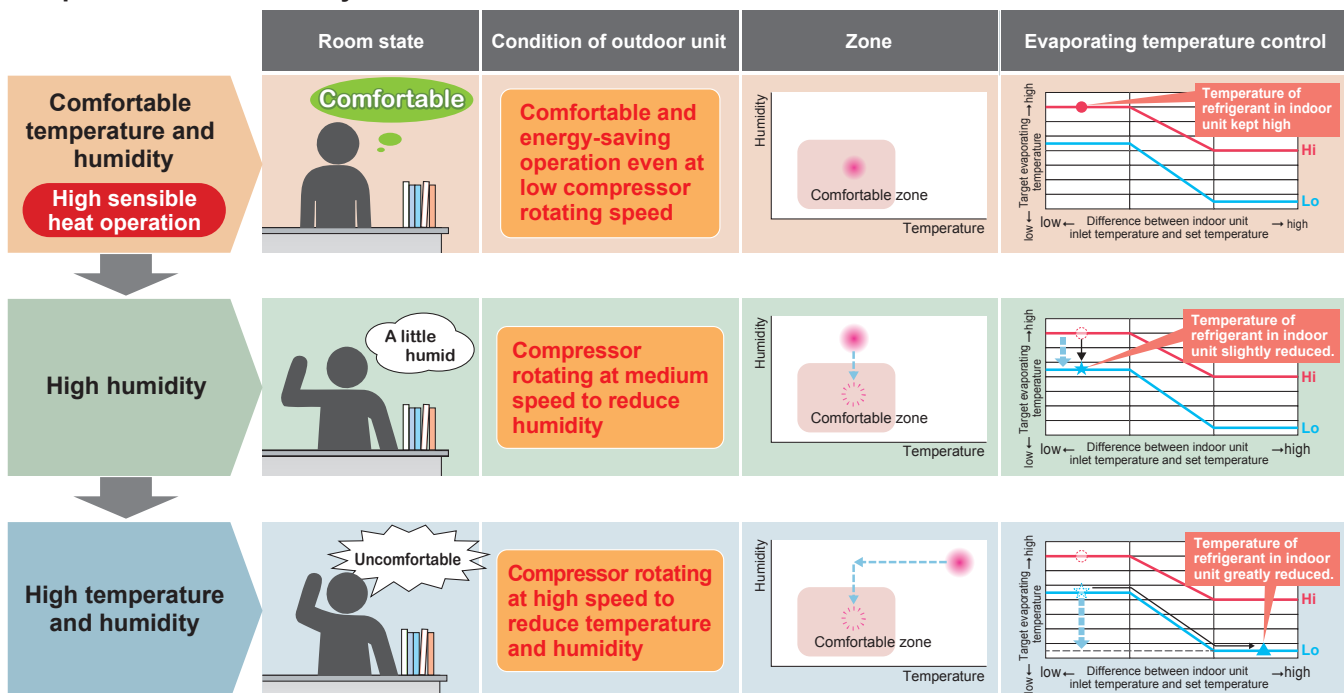 Room state
Condition of outdoor unit
Zone
Evaporating temperature control
Comfortable
temperature and
humidity
High sensible
heat operation
Comfortable
Comfortable and
energy-saving
operation even at
low compressor
rotating speed
Humidity
Comfortable zone
Temperature
low ← Target evaporating → high
temperature
Temperature of
refrigerant in indoor
unit kept high
Hi
Lo
low← Difference between indoor unit → high
inlet temperature and set temperature
High humidity
A little
humid
Compressor
rotating at medium
speed to reduce
humidity
Humidity
Comfortable zone
Temperature
low ← Target evaporating → high
temperature
Temperature of
refrigerant in indoor
unit slightly reduced.
Hi
Lo
low← Difference between indoor unit →high
inlet temperature and set temperature
High temperature
and humidity
Uncomfortable
Compressor rotating
at high speed to
reduce temperature
and humidity
Humidity
Comfortable zone
Temperature
low ← Target evaporating → high
temperature
Temperature of
refrigerant in indoor
unit greatly reduced.
Hi
Lo
low← Difference between indoor unit →high
inlet temperature and set temperature